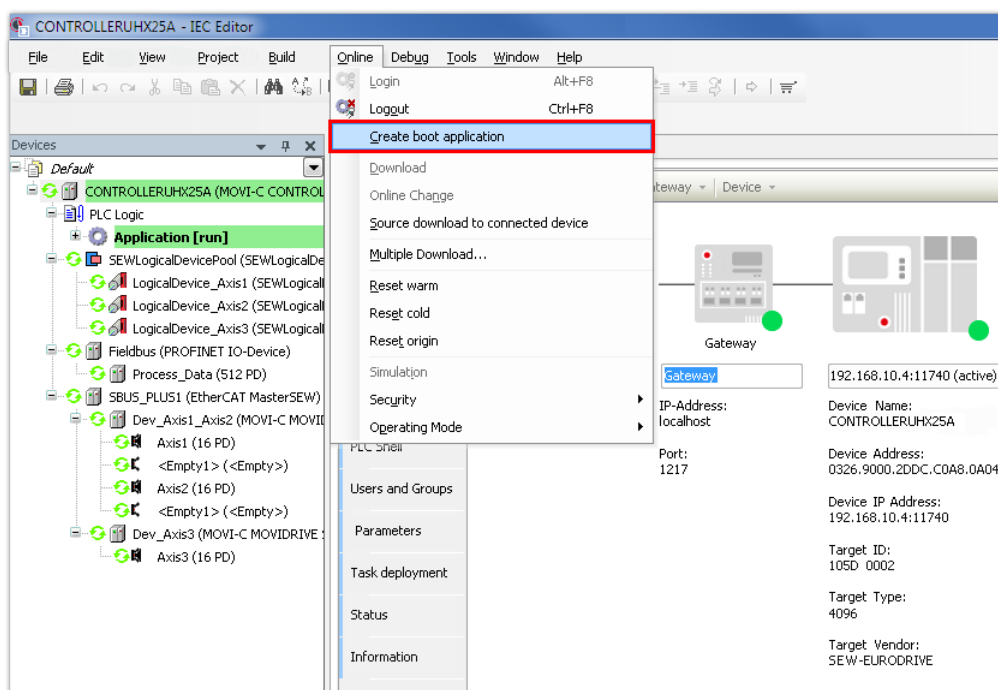 CONTROLLERUHX25A - IEC Editor
File Edit View Project Build Online Debug Tools Window Help
Login Alt+F8
Logout Ctrl+F8
Create boot application
Download
Online Change
Source download to connected device
Multiple Download...
Reset warm
Reset cold
Reset origin
Simulation
Security
Operating Mode
Devices
Default
CONTROLLERUHX25A (MOVI-C CONTROL
PLC Logic
Application [run]
SEWLogicalDevicePool (SEWLogicalDe
LogicalDevice_Axis1 (SEWLogical
LogicalDevice_Axis2 (SEWLogical
LogicalDevice_Axis3 (SEWLogical
Fieldbus (PROFINET IO-Device)
Process_Data (512 PD)
SBUS_PLUS1 (EtherCAT MasterSEW)
Dev_Axis1_Axis2 (MOVI-C MOVI
Axis1 (16 PD)
<Empty1> (<Empty>)
Axis2 (16 PD)
<Empty1> (<Empty>)
Dev_Axis3 (MOVI-C MOVIDRIVE
Axis3 (16 PD)
PLC Shell
Users and Groups
Parameters
Task deployment
Status
Information
teway Device
Gateway
Gateway
IP-Address:
localhost
Port:
1217
192.168.10.4:11740 (active)
Device Name:
CONTROLLERUHX25A
Device Address:
0326.9000.2DDC.C0A8.0A04
Device IP Address:
192.168.10.4:11740
Target ID:
105D 0002
Target Type:
4096
Target Vendor:
SEW-EURODRIVE